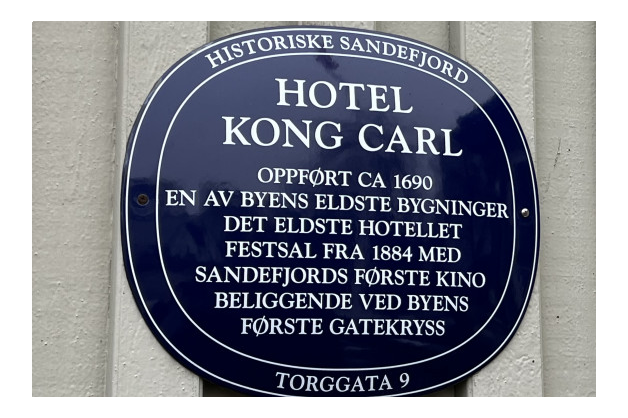 HISTORISKE SANDEFJORD
HOTEL
KONG CARL
OPPFØRT CA 1690
EN AV BYENS ELDSTE BYGNINGER
DET ELDSTE HOTELLET
FESTSAL FRA 1884 MED
SANDEFJORDS FØRSTE KINO
BELIGGENDE VED BYENS
FØRSTE GATEKRYSS
TORGGATA 9